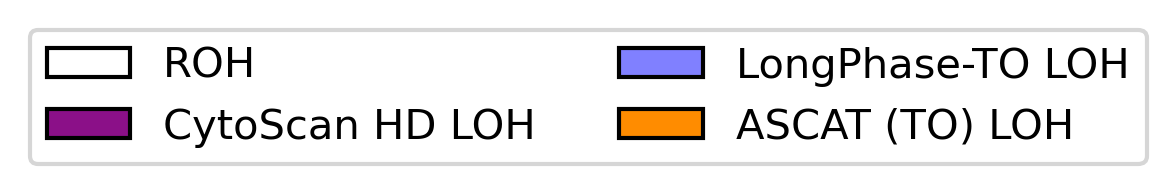 ROH
LongPhase-TO LOH
CytoScan HD LOH
ASCAT (TO) LOH